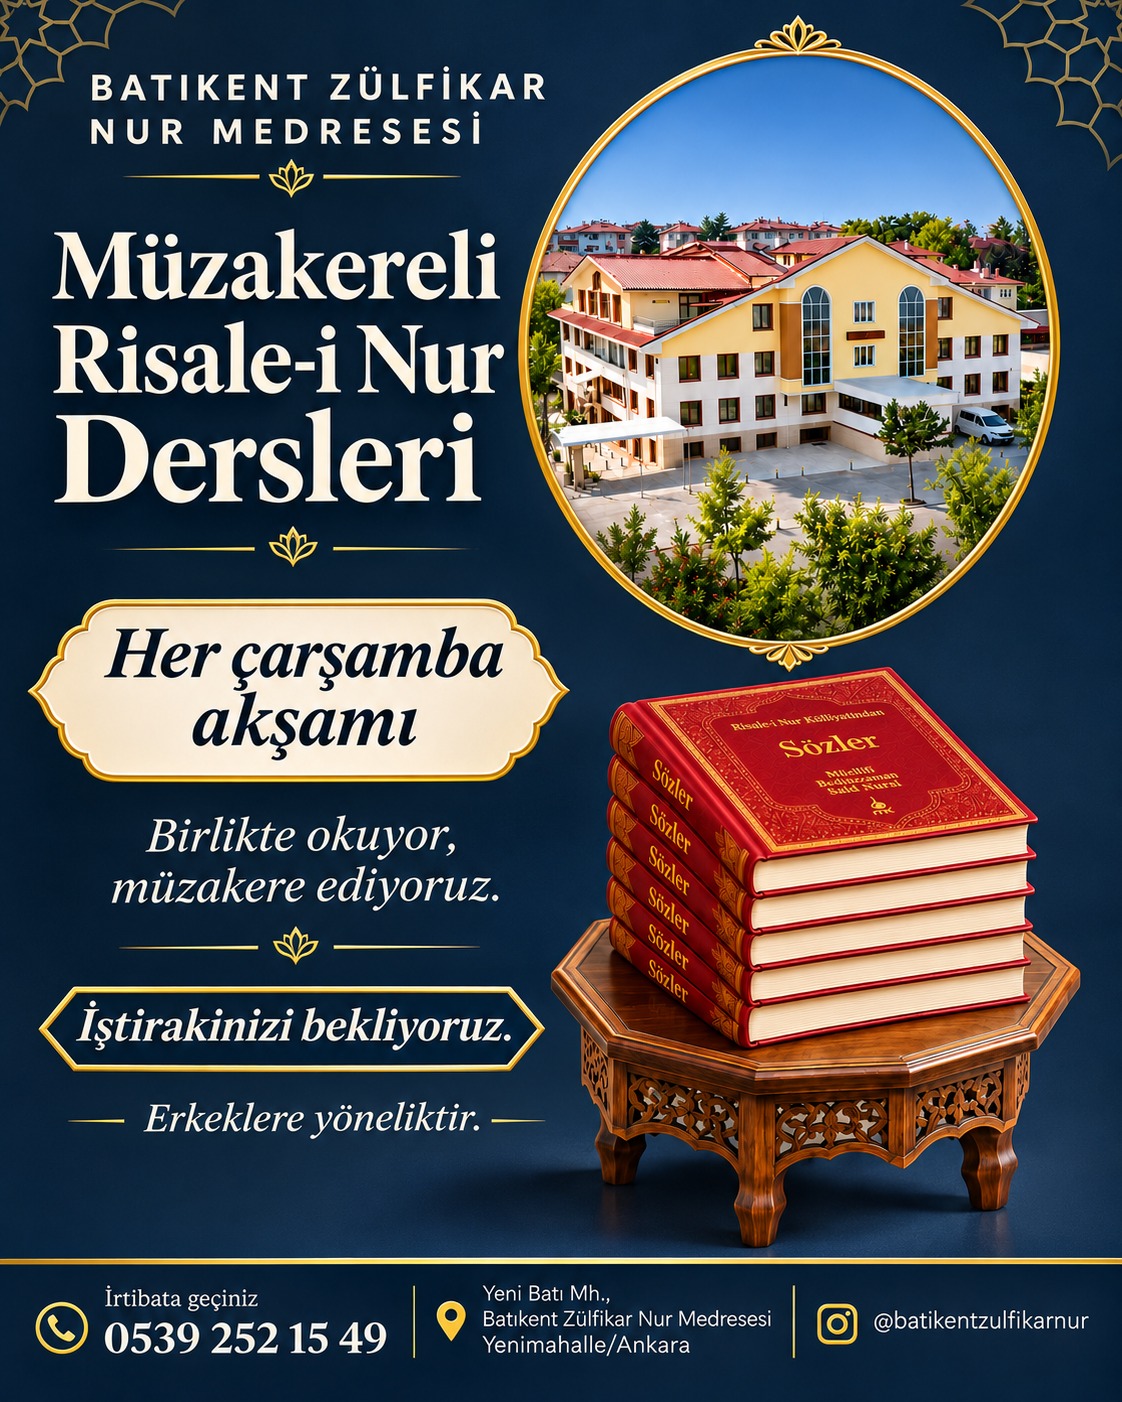 BATIKENT ZÜLFİKAR
NUR MEDRESESİ
Müzakereli
Risale-i Nur
Dersleri
Her çarşamba
akşamı
Birlikte okuyor,
müzakere ediyoruz.
İştirakinizi bekliyoruz.
Erkeklere yöneliktir.
Risale-i Nur Külliyatından
Sözler
Müellifi
Bediüzzaman
Said Nursî
Sözler
Sözler
Sözler
Sözler
Sözler
Sözler
İrtibata geçiniz
0539 252 15 49
Yeni Batı Mh.,
Batıkent Zülfikar Nur Medresesi
Yenimahalle/Ankara
@batikentzulfikarnur